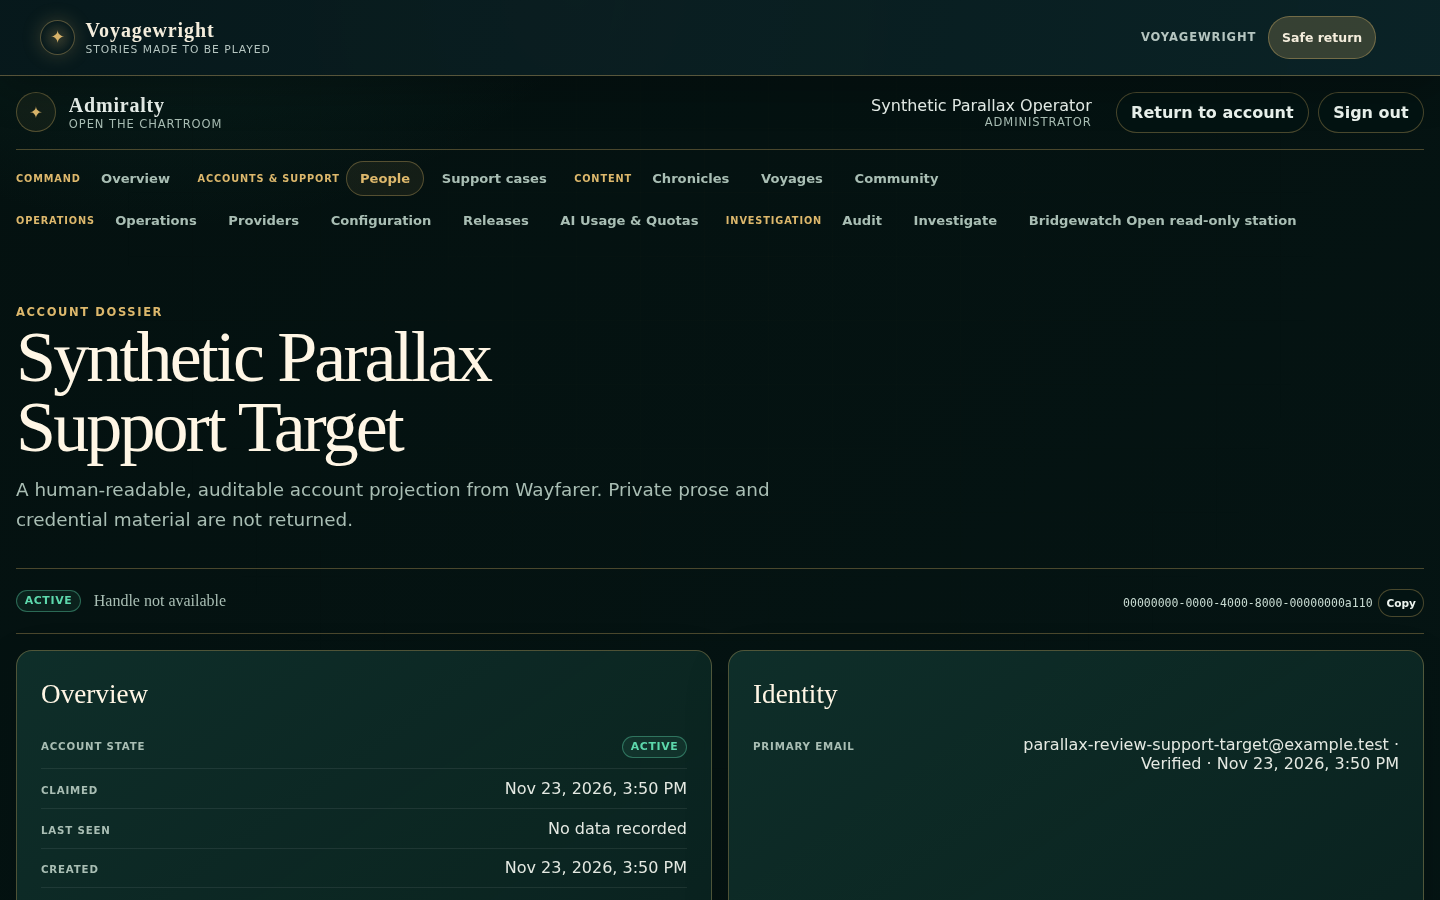 Voyagewright
STORIES MADE TO BE PLAYED
VOYAGEWRIGHT
Safe return
Admiralty
OPEN THE CHARTROOM
Synthetic Parallax Operator
ADMINISTRATOR
Return to account
Sign out
COMMAND Overview ACCOUNTS & SUPPORT People Support cases CONTENT Chronicles Voyages Community
OPERATIONS Operations Providers Configuration Releases AI Usage & Quotas INVESTIGATION Audit Investigate Bridgewatch Open read-only station
ACCOUNT DOSSIER
Synthetic Parallax
Support Target
A human-readable, auditable account projection from Wayfarer. Private prose and
credential material are not returned.
ACTIVE Handle not available
00000000-0000-4000-8000-00000000a110 Copy
Overview
ACCOUNT STATE ACTIVE
CLAIMED Nov 23, 2026, 3:50 PM
LAST SEEN No data recorded
CREATED Nov 23, 2026, 3:50 PM
Identity
PRIMARY EMAIL parallax-review-support-target@example.test ·
Verified · Nov 23, 2026, 3:50 PM